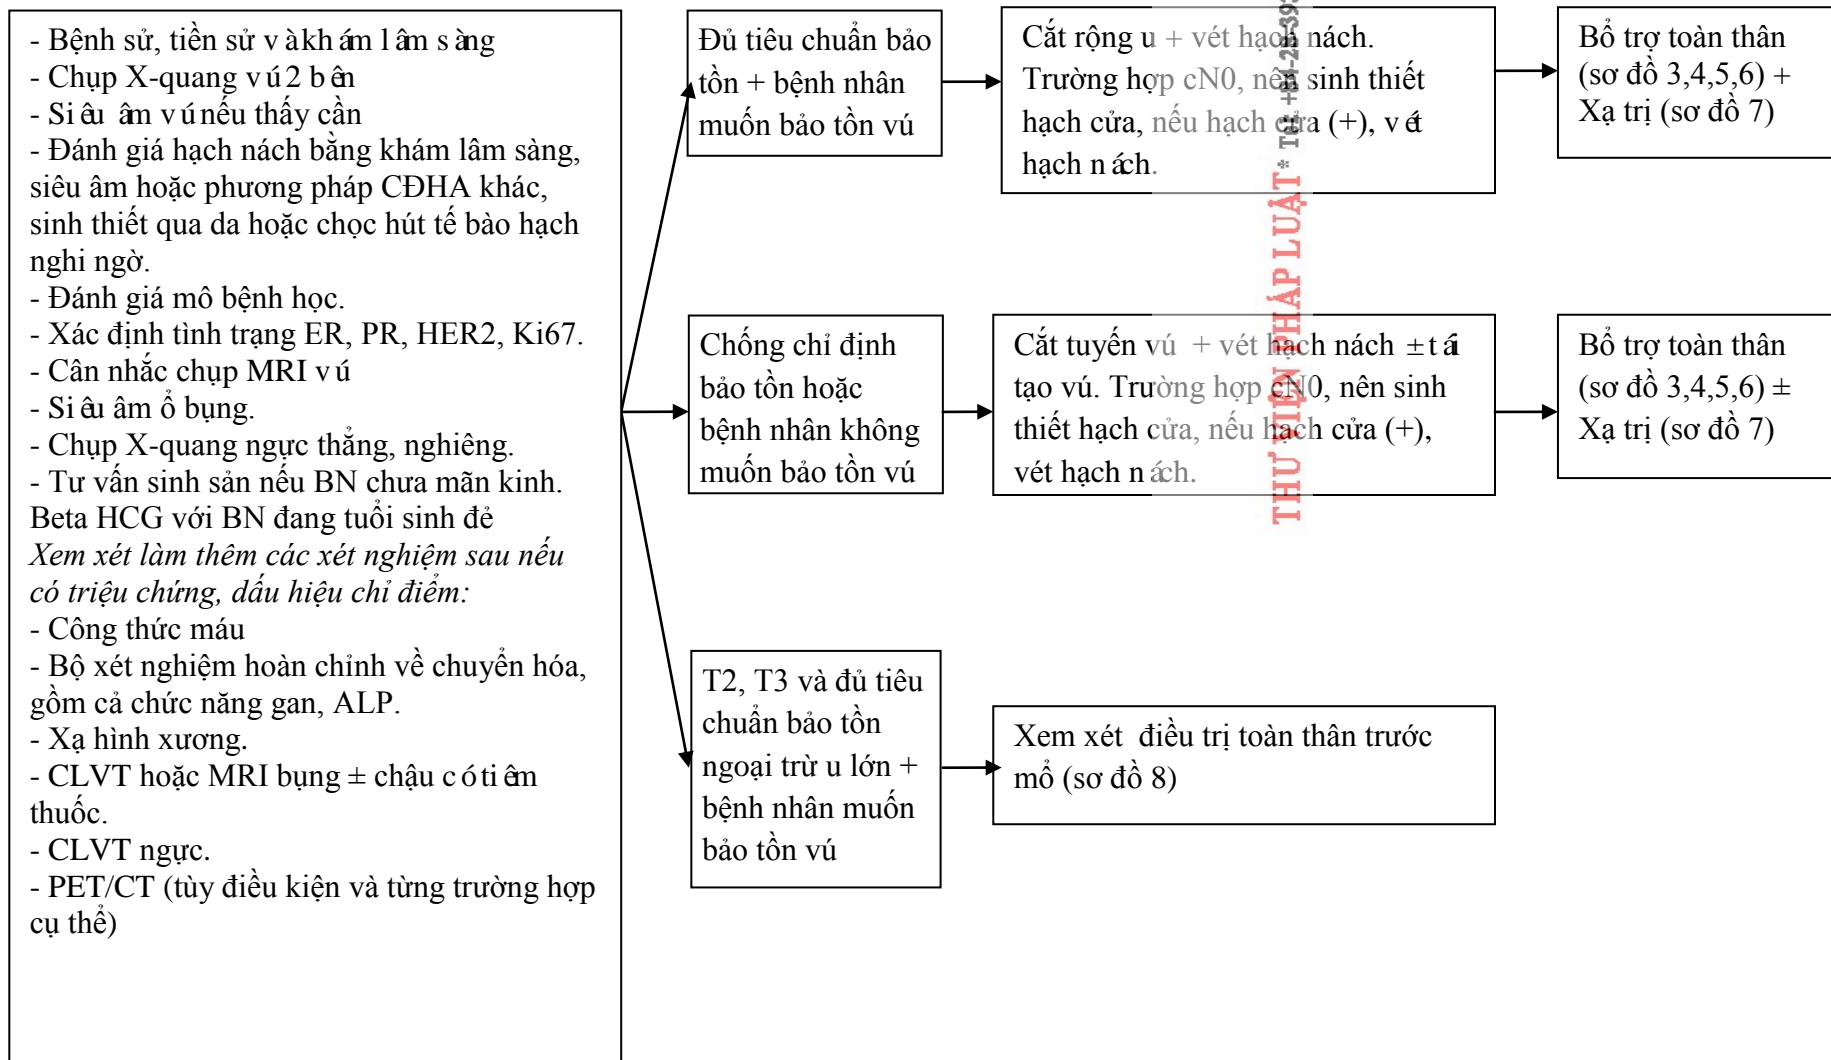 - Bệnh sử, tiền sử và khám lâm sàng
- Chụp X-quang vú 2 bên
- Siêu âm vú nếu thấy cần
- Đánh giá hạch nách bằng khám lâm sàng,
siêu âm hoặc phương pháp CĐHA khác,
sinh thiết qua da hoặc chọc hút tế bào hạch
nghi ngờ.
- Đánh giá mô bệnh học.
- Xác định tình trạng ER, PR, HER2, Ki67.
- Cân nhắc chụp MRI vú
- Siêu âm ổ bụng.
- Chụp X-quang ngực thẳng, nghiêng.
- Tư vấn sinh sản nếu BN chưa mãn kinh.
Beta HCG với BN đang tuổi sinh đẻ
Xem xét làm thêm các xét nghiệm sau nếu
có triệu chứng, dấu hiệu chỉ điểm:
- Công thức máu
- Bộ xét nghiệm hoàn chỉnh về chuyển hóa,
gồm cả chức năng gan, ALP.
- Xạ hình xương.
- CLVT hoặc MRI bụng ± chậu có tiêm
thuốc.
- CLVT ngực.
- PET/CT (tùy điều kiện và từng trường hợp
cụ thể)
Đủ tiêu chuẩn bảo
tồn + bệnh nhân
muốn bảo tồn vú
Cắt rộng u + vét hạch nách.
Trường hợp cN0, nên sinh thiết
hạch cửa, nếu hạch cửa (+), vét
hạch nách.
Bổ trợ toàn thân
(sơ đồ 3,4,5,6) +
Xạ trị (sơ đồ 7)
Chống chỉ định
bảo tồn hoặc
bệnh nhân không
muốn bảo tồn vú
Cắt tuyến vú + vét hạch nách ± tái
tạo vú. Trường hợp cN0, nên sinh
thiết hạch cửa, nếu hạch cửa (+),
vét hạch nách.
Bổ trợ toàn thân
(sơ đồ 3,4,5,6) ±
Xạ trị (sơ đồ 7)
T2, T3 và đủ tiêu
chuẩn bảo tồn
ngoại trừ u lớn +
bệnh nhân muốn
bảo tồn vú
Xem xét điều trị toàn thân trước
mổ (sơ đồ 8)
THƯ VIỆN PHÁP LUẬT *